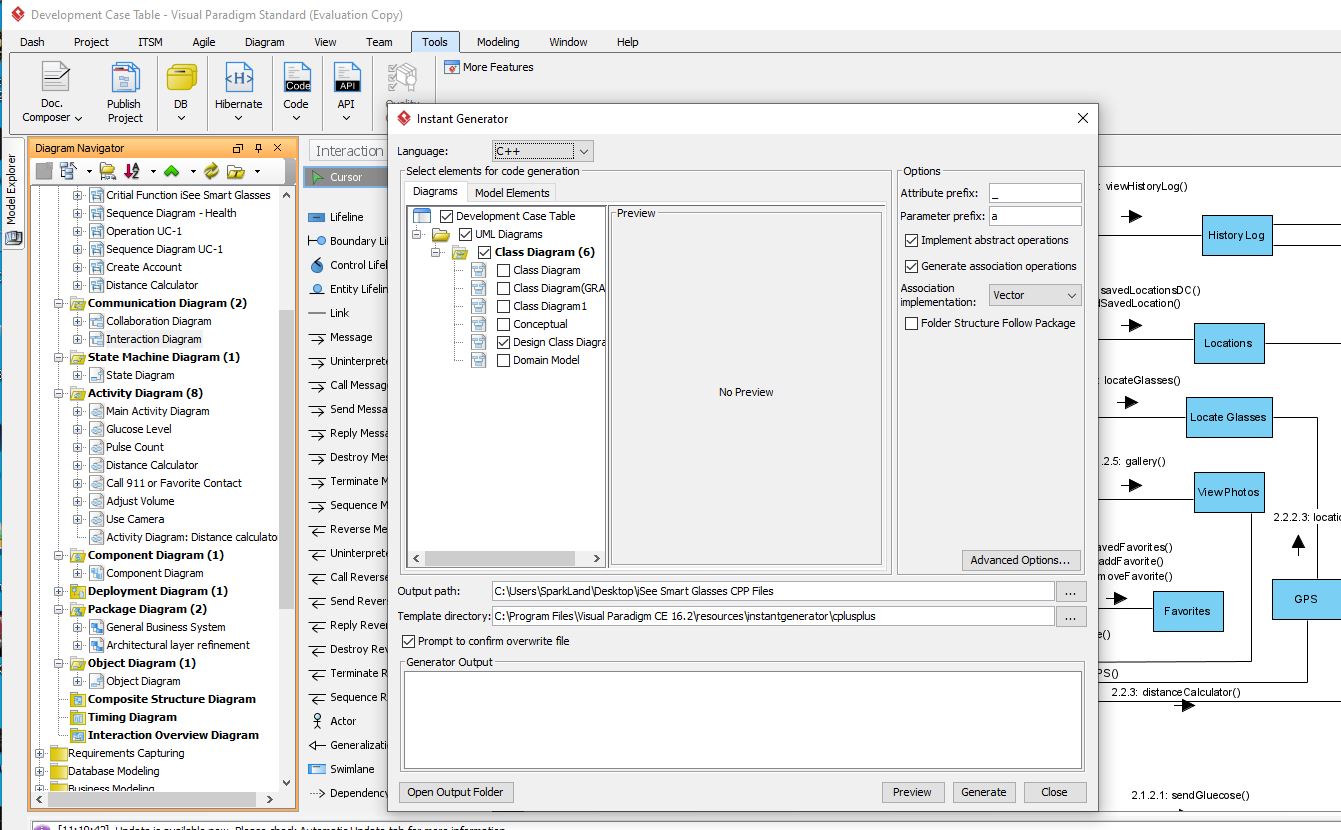 Development Case Table - Visual Paradigm Standard (Evaluation Copy)
Dash Project ITSM Agile Diagram View Team Tools Modeling Window Help
Doc. Composer
Publish Project
DB
Hibernate
Code
API
More Features
Model Explorer
Diagram Navigator
Critial Function iSee Smart Glasses
Sequence Diagram - Health
Operation UC-1
Sequence Diagram UC-1
Create Account
Distance Calculator
Communication Diagram (2)
Collaboration Diagram
Interaction Diagram
State Machine Diagram (1)
State Diagram
Activity Diagram (8)
Main Activity Diagram
Glucose Level
Pulse Count
Distance Calculator
Call 911 or Favorite Contact
Adjust Volume
Use Camera
Activity Diagram: Distance calculato
Component Diagram (1)
Component Diagram
Deployment Diagram (1)
Package Diagram (2)
General Business System
Architectural layer refinement
Object Diagram (1)
Object Diagram
Composite Structure Diagram
Timing Diagram
Interaction Overview Diagram
Requirements Capturing
Database Modeling
Business Modeling
Interaction
Cursor
Lifeline
Boundary Li
Control Lifel
Entity Lifelin
Link
Message
Uninterprete
Call Message
Send Messa
Reply Messa
Destroy Mes
Terminate M
Sequence M
Reverse Me
Uninterprete
Call Reverse
Send Rever
Reply Rever
Destroy Rev
Terminate R
Sequence R
Actor
Generalizati
Swimlane
Dependency
Instant Generator
Language: C++
Select elements for code generation
Diagrams Model Elements
Development Case Table
UML Diagrams
Class Diagram (6)
Class Diagram
Class Diagram(GRA
Class Diagram1
Conceptual
Design Class Diagra
Domain Model
Preview
No Preview
Options
Attribute prefix: _
Parameter prefix: a
Implement abstract operations
Generate association operations
Association implementation: Vector
Folder Structure Follow Package
Advanced Options...
Output path: C:\Users\SparkLand\Desktop\iSee Smart Glasses CPP Files ...
Template directory: C:\Program Files\Visual Paradigm CE 16.2\resources\instantgenerator\cplusplus ...
Prompt to confirm overwrite file
Generator Output
Open Output Folder Preview Generate Close
: viewHistoryLog()
History Log
savedLocationsDC()
dSavedLocation()
Locations
: locateGlasses()
Locate Glasses
.2.5: gallery()
View Photos
2.2.2.3: locatio
avedFavorites()
addFavorite()
moveFavorite()
Favorites
GPS
e()
PS()
2.2.3: distanceCalculator()
2.1.2.1: sendGluecose()
Update is available now. Please check Automatic Update tab for more information.